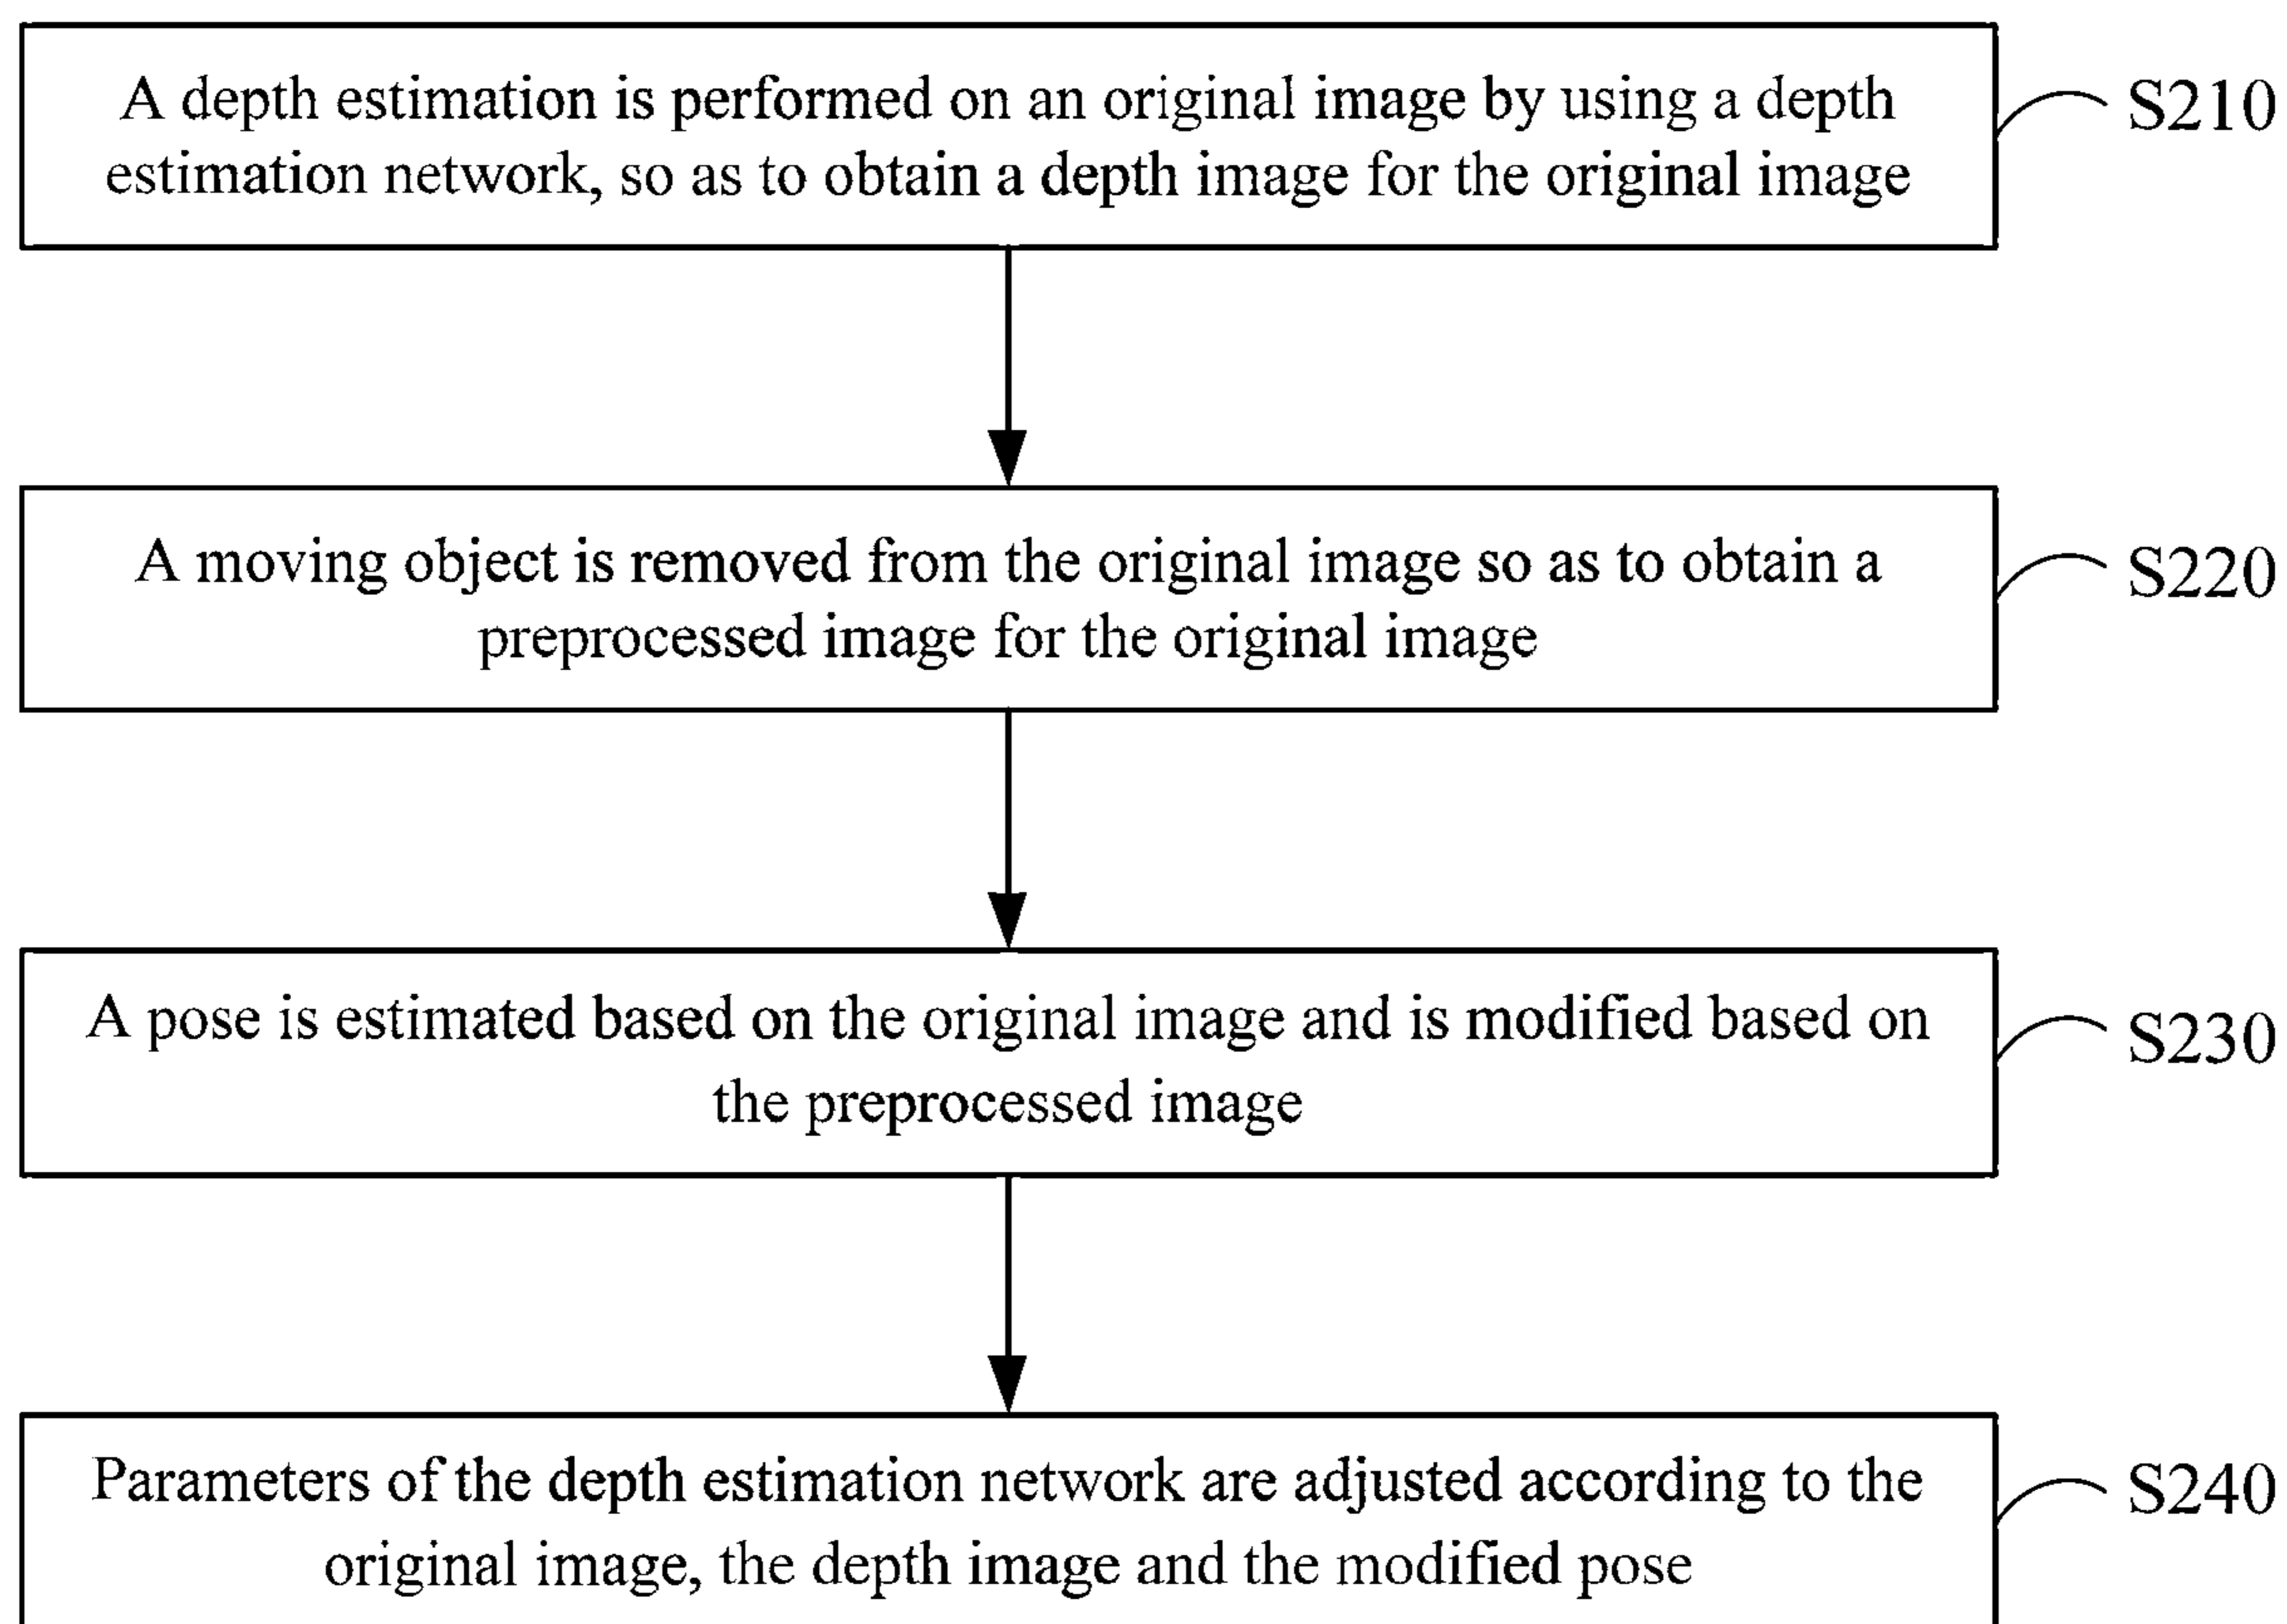 A depth estimation is performed on an original image by using a depth
estimation network, so as to obtain a depth image for the original image
S210
A moving object is removed from the original image so as to obtain a
preprocessed image for the original image
S220
A pose is estimated based on the original image and is modified based on
the preprocessed image
S230
Parameters of the depth estimation network are adjusted according to the
original image, the depth image and the modified pose
S240